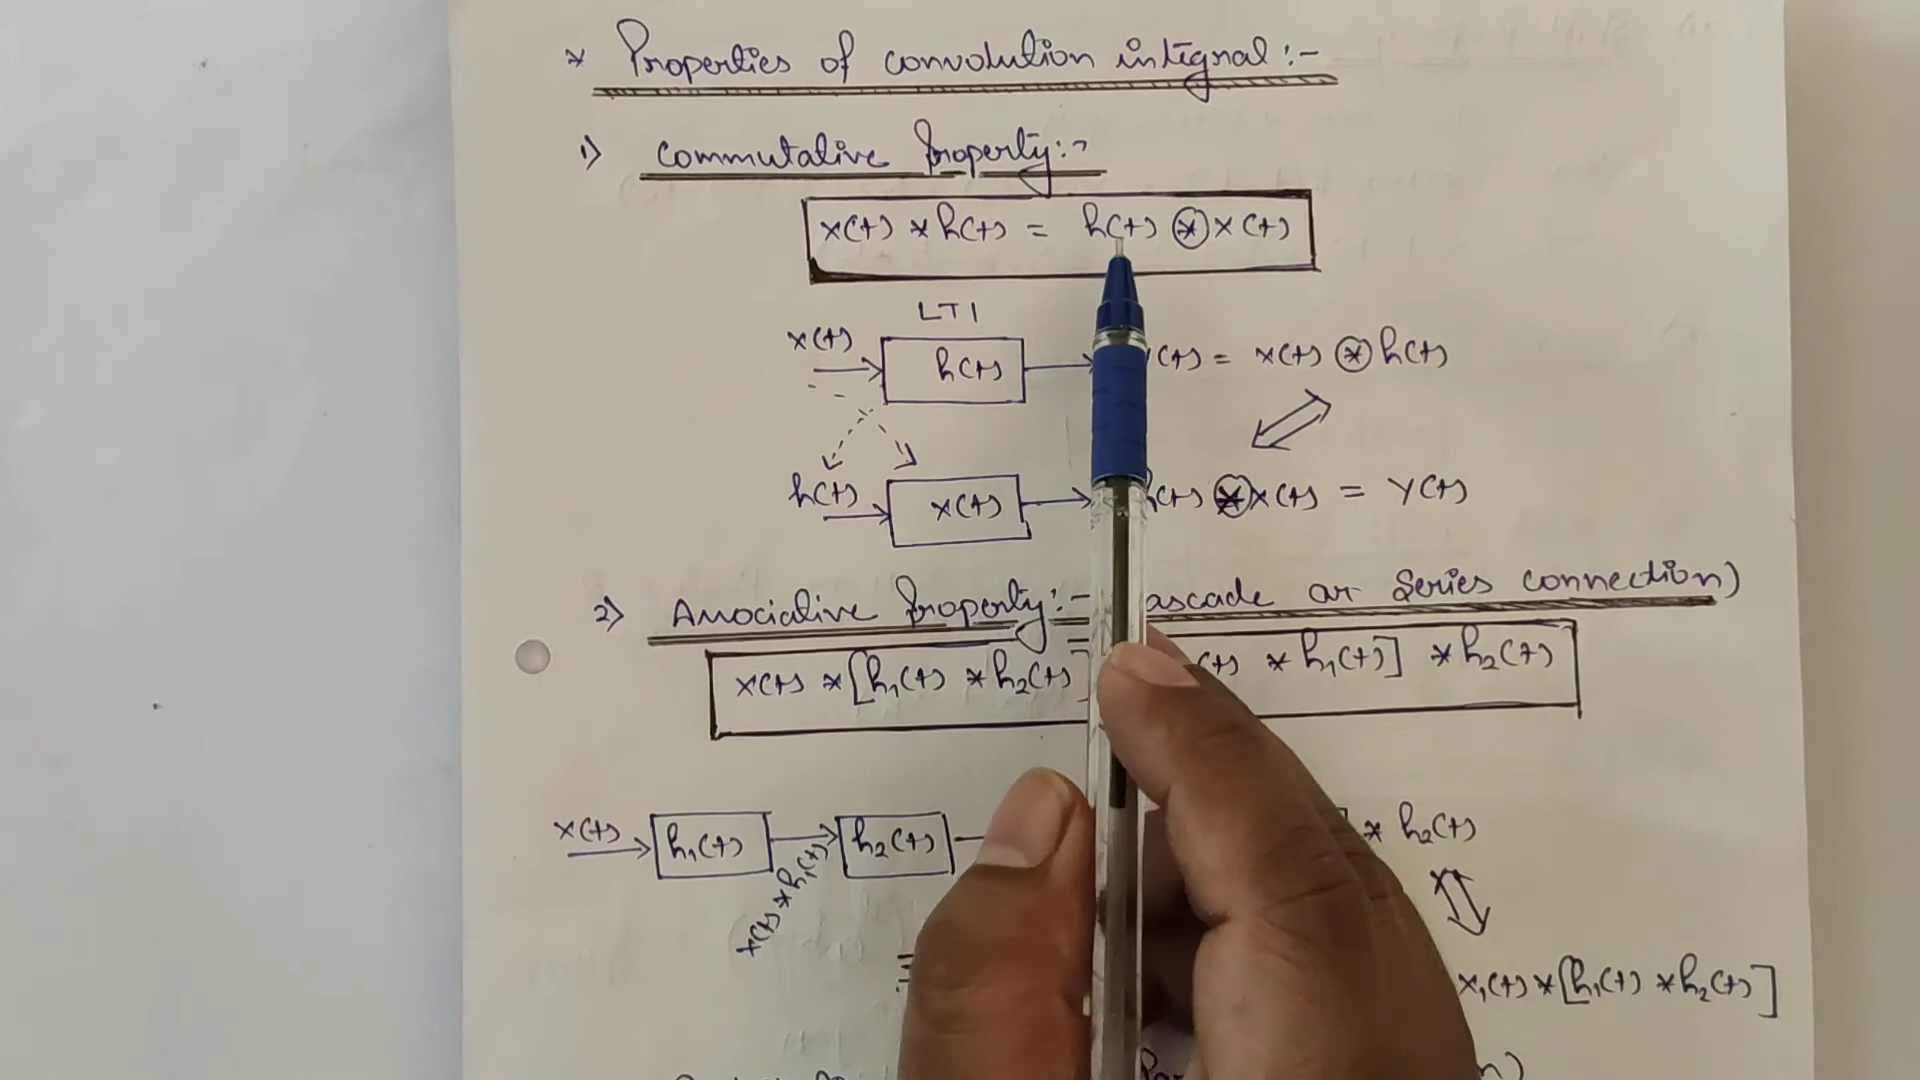 * Properties of convolution integral :-
1) Commutative Property :-
x(t) * h(t) = h(t) ⊛ x(t)
LTI
x(t) h(t) (t) = x(t) ⊛ h(t)
h(t) x(t) h(t) ⊛ x(t) = y(t)
2) Associative Property :- ascade or Series connection)
x(t) * [h₁(t) * h₂(t) = (t) * h₁(t)] * h₂(t)
x(t) h₁(t) h₂(t) ] * h₂(t)
x(t) * h₁(t)
≡ x₁(t) * [h₁(t) * h₂(t)]